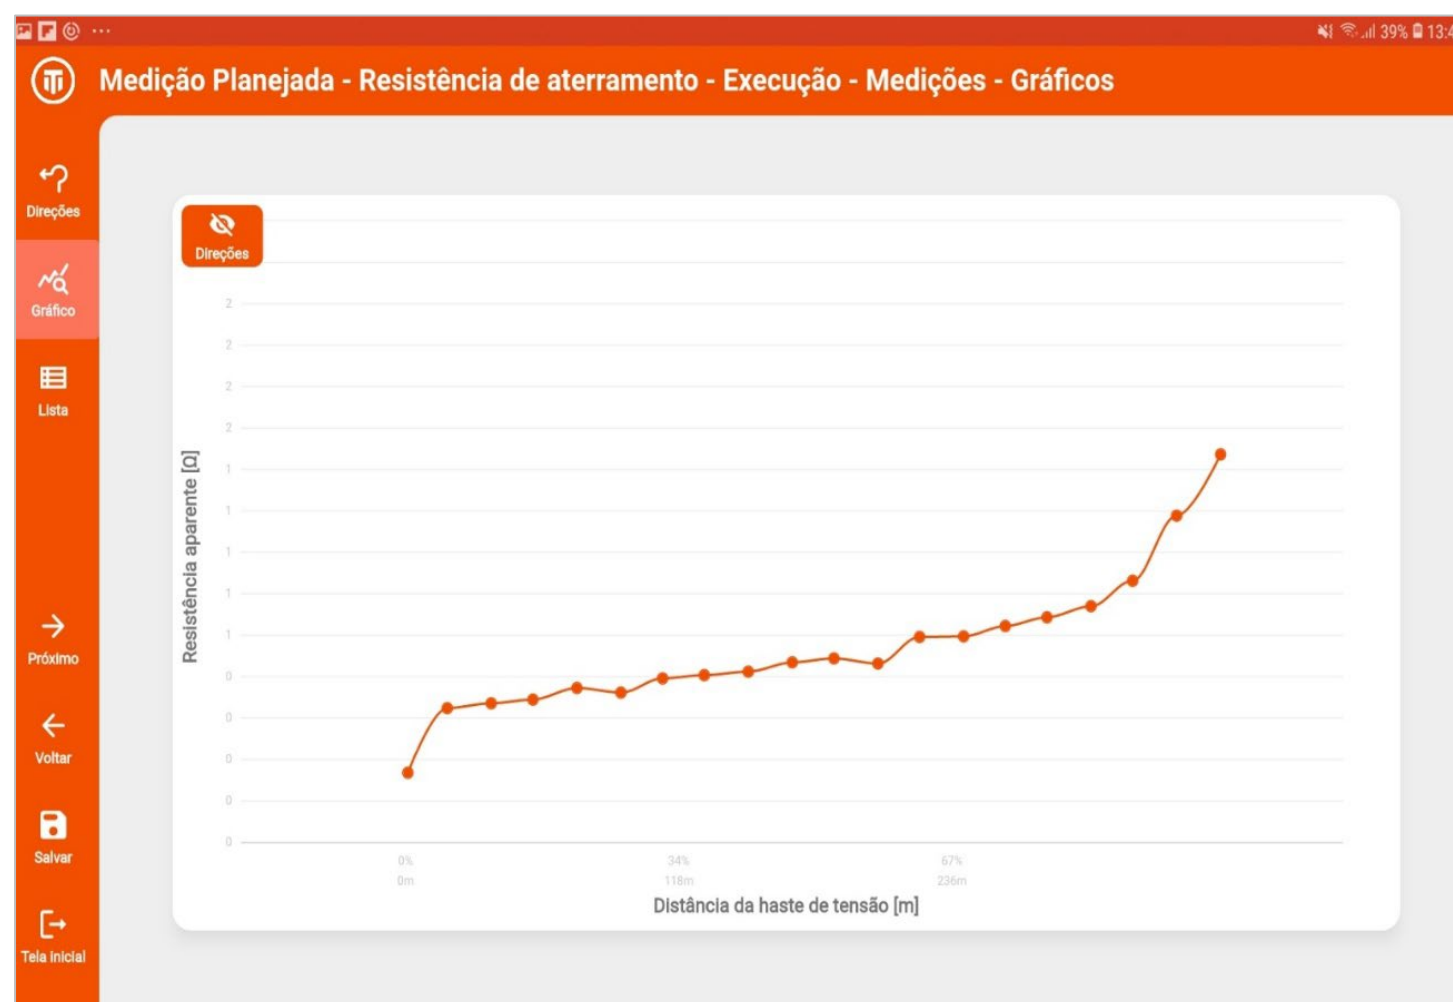 39% 13:4
Medição Planejada - Resistência de aterramento - Execução - Medições - Gráficos
Direções
Gráfico
Lista
Próximo
Voltar
Salvar
Tela inicial
Direções
Resistência aparente [Ω]
2
2
2
2
1
1
1
1
1
0
0
0
0
0
0% 34% 67%
0m 118m 236m
Distância da haste de tensão [m]